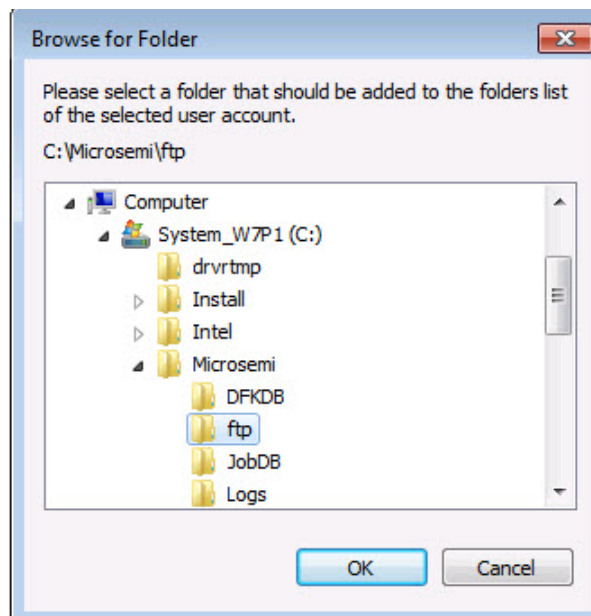 Browse for Folder
Please select a folder that should be added to the folders list
of the selected user account.
C:\Microsemi\ftp
Computer
System_W7P1 (C:)
drvrtmp
Install
Intel
Microsemi
DFKDB
ftp
JobDB
Logs
OK Cancel